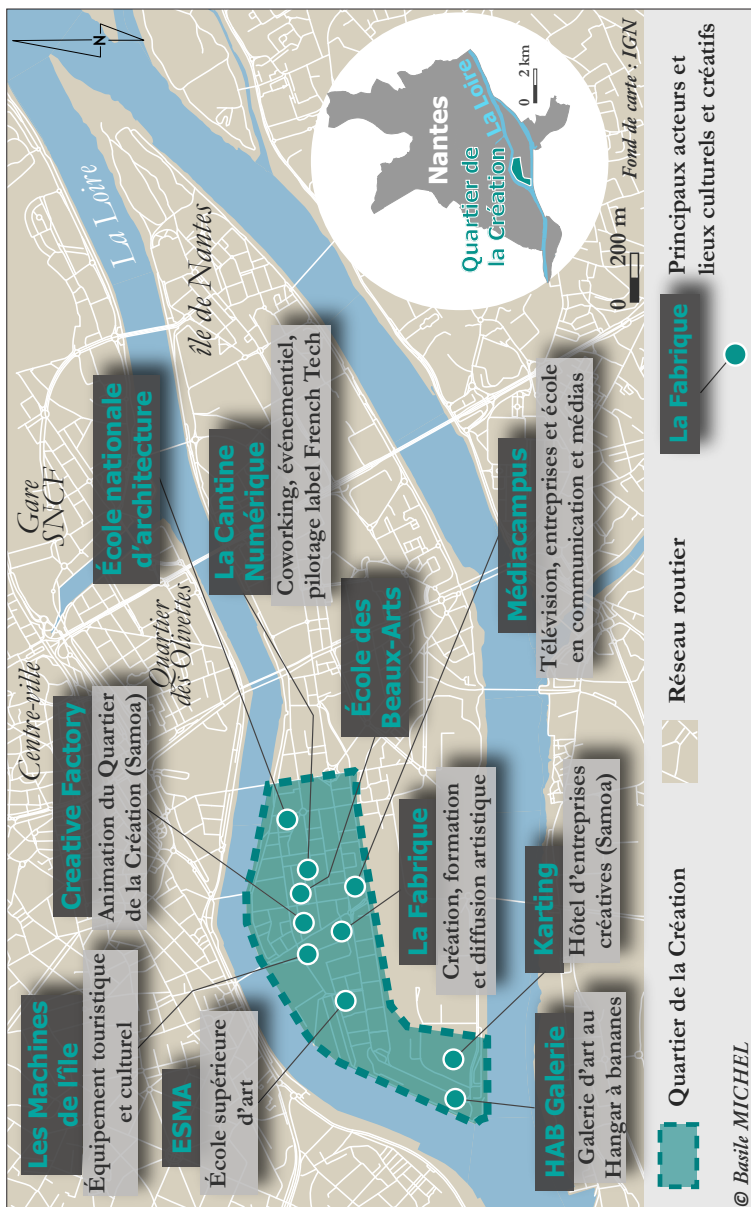 N
La Loire
île de Nantes
Gare
SNCF
Centre-ville
Quartier
des Olivettes
Les Machines
de l'île
Équipement touristique
et culturel
Creative Factory
Animation du Quartier
de la Création (Samoa)
École nationale
d'architecture
ESMA
École supérieure
d'art
La Cantine
Numérique
Coworking, événementiel,
pilotage label French Tech
École des
Beaux-Arts
La Fabrique
Création, formation
et diffusion artistique
Médiacampus
Télévision, entreprises et école
en communication et médias
HAB Galerie
Galerie d'art au
Hangar à bananes
Karting
Hôtel d'entreprises
créatives (Samoa)
Nantes
La Loire
Quartier de
la Création
0 2 km
0 200 m
Fond de carte : IGN
Quartier de la Création
Réseau routier
La Fabrique
Principaux acteurs et
lieux culturels et créatifs
© Basile MICHEL